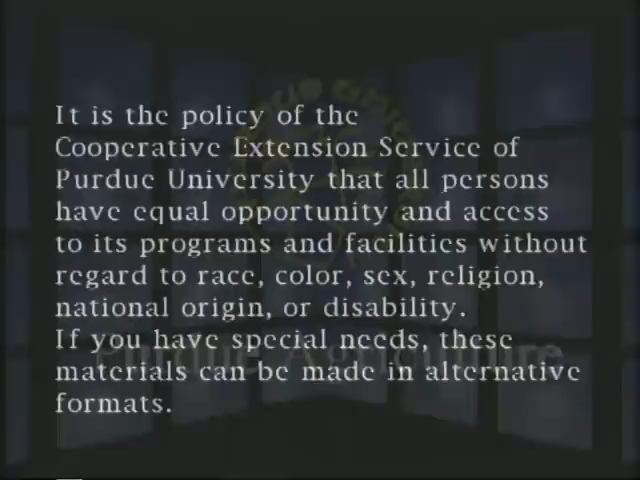 It is the policy of the
Cooperative Extension Service of
Purdue University that all persons
have equal opportunity and access
to its programs and facilities without
regard to race, color, sex, religion,
national origin, or disability.
If you have special needs, these
Purdue Agriculture
materials can be made in alternative
formats.